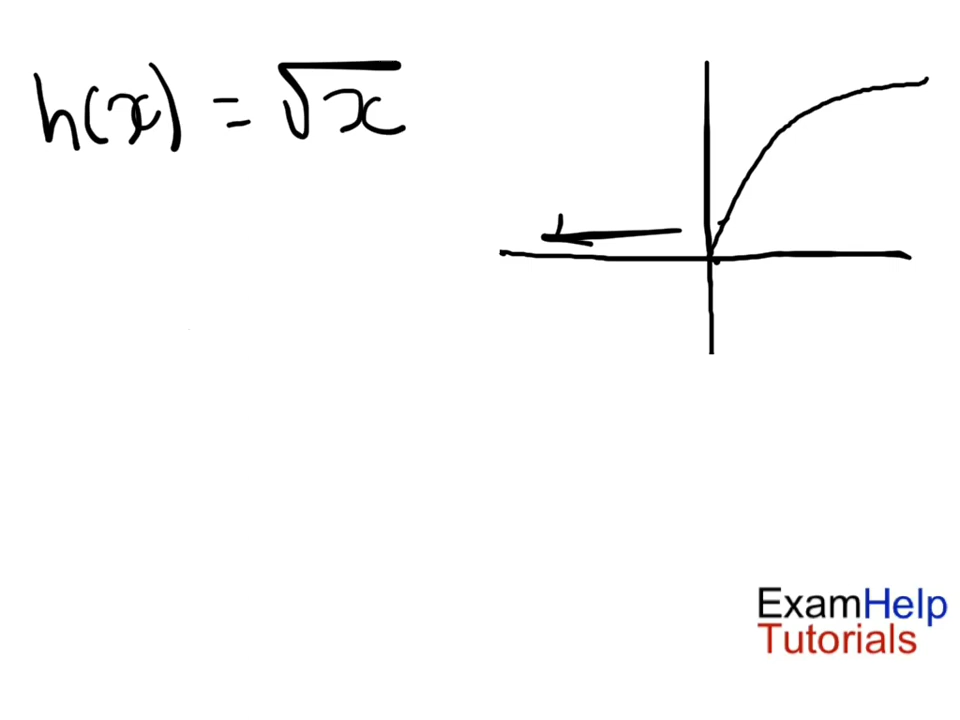 h(x) = √x
ExamHelp
Tutorials